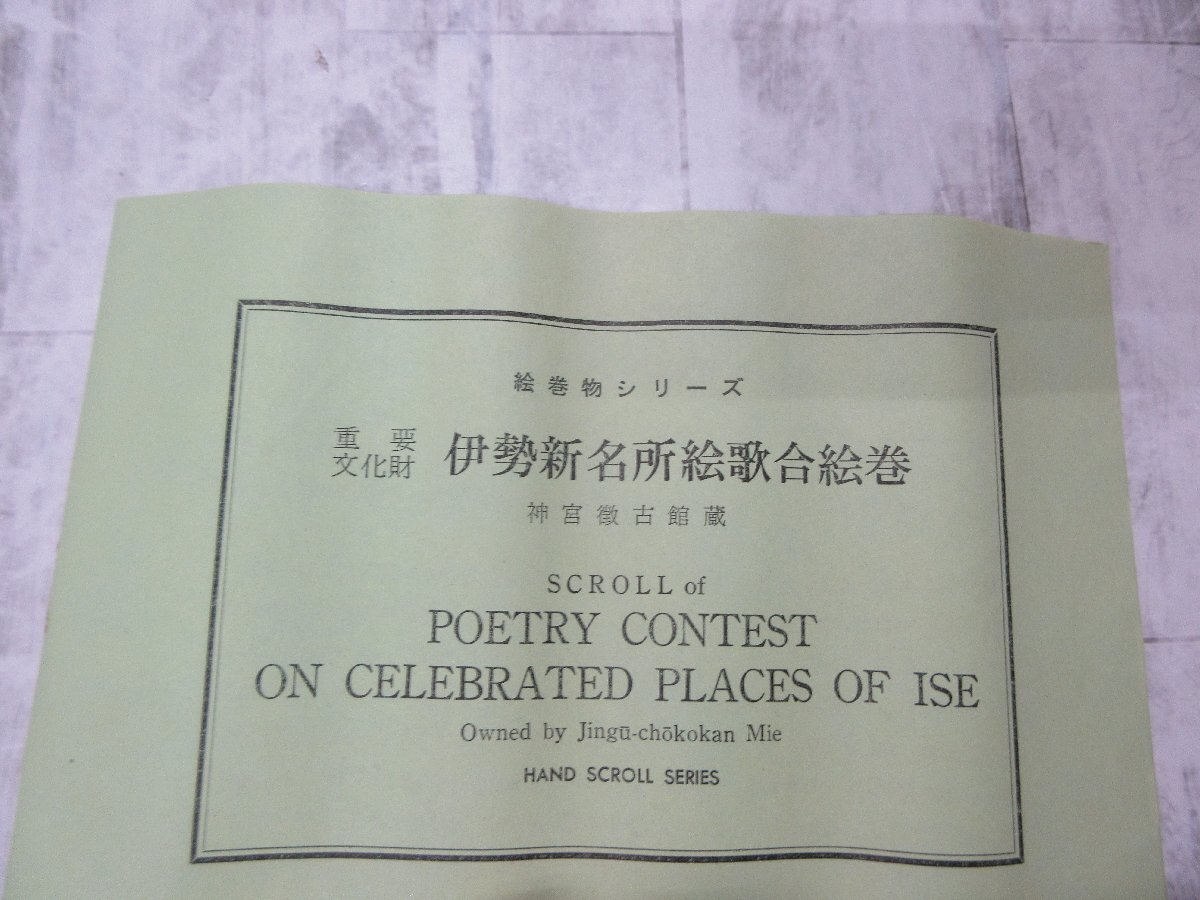 絵巻物シリーズ
重要
文化財
伊勢新名所絵歌合絵巻
神宮徴古館蔵
SCROLL of
POETRY CONTEST
ON CELEBRATED PLACES OF ISE
Owned by Jingū-chōkokan Mie
HAND SCROLL SERIES